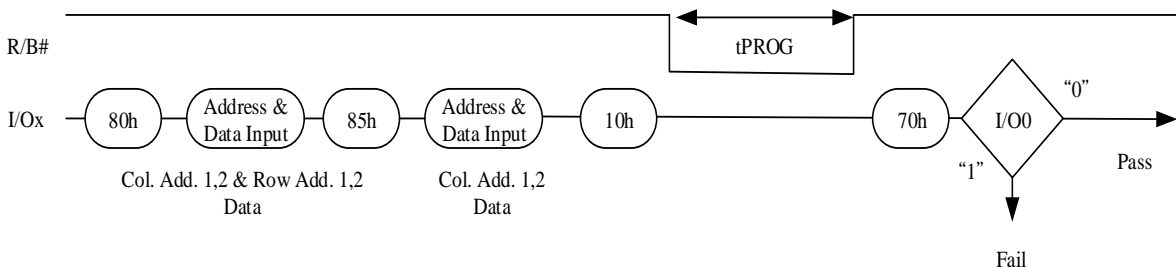 R/B#
tPROG
I/Ox
80h
Address &
Data Input
85h
Address &
Data Input
10h
70h
I/O0
“0”
“1”
Pass
Col. Add. 1,2 & Row Add. 1,2
Data
Col. Add. 1,2
Data
Fail